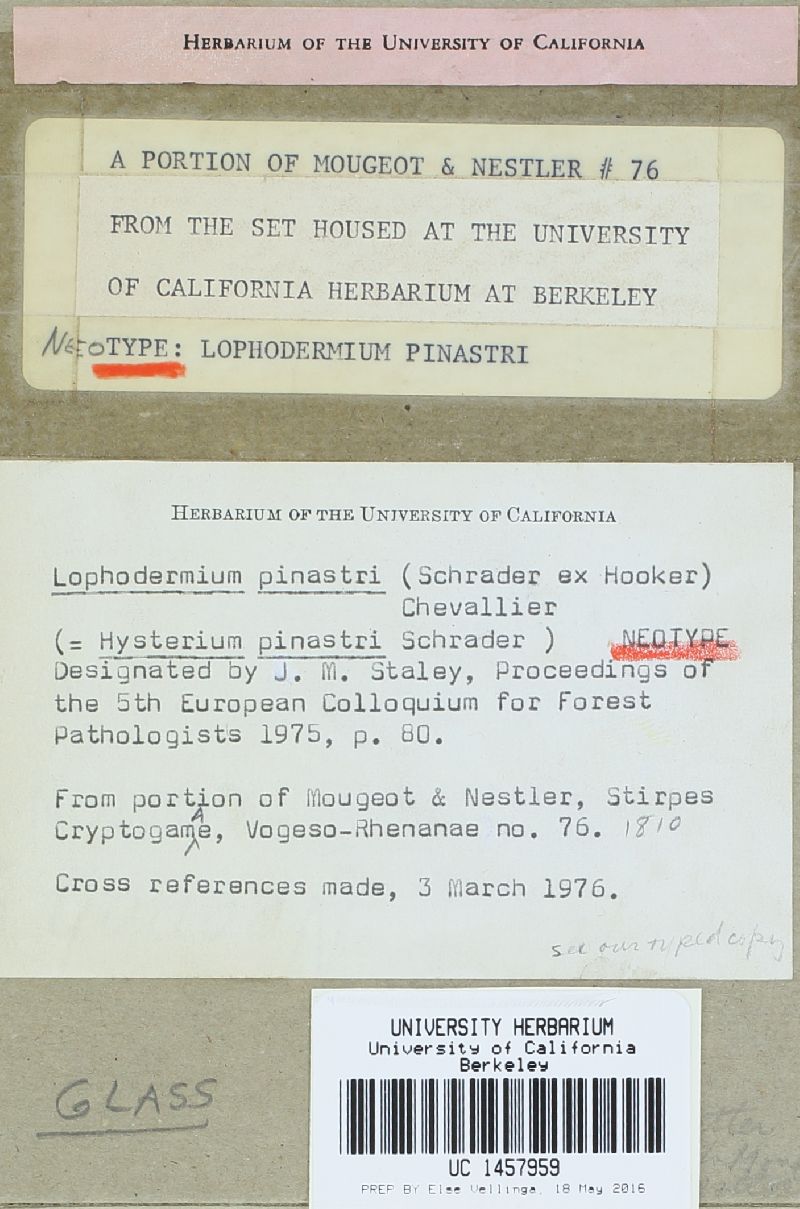 HERBARIUM OF THE UNIVERSITY OF CALIFORNIA
A PORTION OF MOUGEOT & NESTLER # 76
FROM THE SET HOUSED AT THE UNIVERSITY
OF CALIFORNIA HERBARIUM AT BERKELEY
NEOTYPE: LOPHODERMIUM PINASTRI
HERBARIUM OF THE UNIVERSITY OF CALIFORNIA
Lophodermium pinastri (Schrader ex Hooker)
Chevallier
(= Hysterium pinastri Schrader ) NEOTYPE
Designated by J. M. Staley, Proceedings of
the 5th European Colloquium for Forest
Pathologists 1975, p. 80.
From portion of Mougeot & Nestler, Stirpes
Cryptogamae, Vogeso-Rhenanae no. 76. 1810
Cross references made, 3 March 1976.
see our typed copy
UNIVERSITY HERBARIUM
University of California
Berkeley
GLASS
UC 1457959
PREP BY Else Vellinga, 18 May 2016